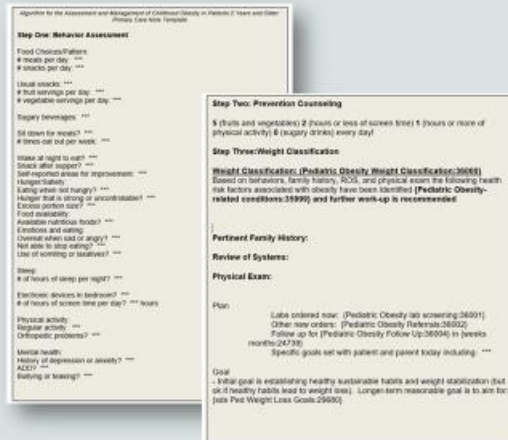 Algorithm for the Assessment and Management of Childhood Obesity in Patients 2 Years and Older
Primary Care Note Template
Step One: Behavior Assessment
Food Choices/Pattern
# meals per day: ***
# snacks per day: ***
Usual snacks: ***
# fruit servings per day: ***
# vegetable servings per day: ***
Sugary beverages: ***
Sit down for meals? ***
# times eat out per week: ***
Wake at night to eat? ***
Snack after supper? ***
Self-reported areas for improvement: ***
Hunger/Satiety
Eating when not hungry? ***
Hunger that is strong or uncontrollable? ***
Excess portion size? ***
Food availability
Available nutritious foods? ***
Emotions and eating
Overeat when sad or angry? ***
Not able to stop eating? ***
Use of vomiting or laxatives? ***
Sleep
# of hours of sleep per night? ***
Electronic devices in bedroom? ***
# of hours of screen time per day? *** hours
Physical activity
Regular activity: ***
Orthopedic problems? ***
Mental health
History of depression or anxiety? ***
ADD? ***
Bullying or teasing? ***
Step Two: Prevention Counseling
5 (fruits and vegetables) 2 (hours or less of screen time) 1 (hours or more of
physical activity) 0 (sugary drinks) every day!
Step Three:Weight Classification
Weight Classification: {Pediatric Obesity Weight Classification:36000}
Based on behaviors, family history, ROS, and physical exam the following health
risk factors associated with obesity have been identified {Pediatric Obesity-
related conditions:35999} and further work-up is recommended.
Pertinent Family History:
Review of Systems:
Physical Exam:
Plan
Labs ordered now: {Pediatric Obesity lab screening:36001}
Other new orders: {Pediatric Obesity Referrals:36002}
Follow up for {Pediatric Obesity Follow Up:36004} in {weeks
months:24739}
Specific goals set with patient and parent today including: ***
Goal
- Initial goal is establishing healthy sustainable habits and weight stabilization (but
ok if healthy habits lead to weight loss). Longer-term reasonable goal is to aim for:
{eds Ped Weight Loss Goals:29680}